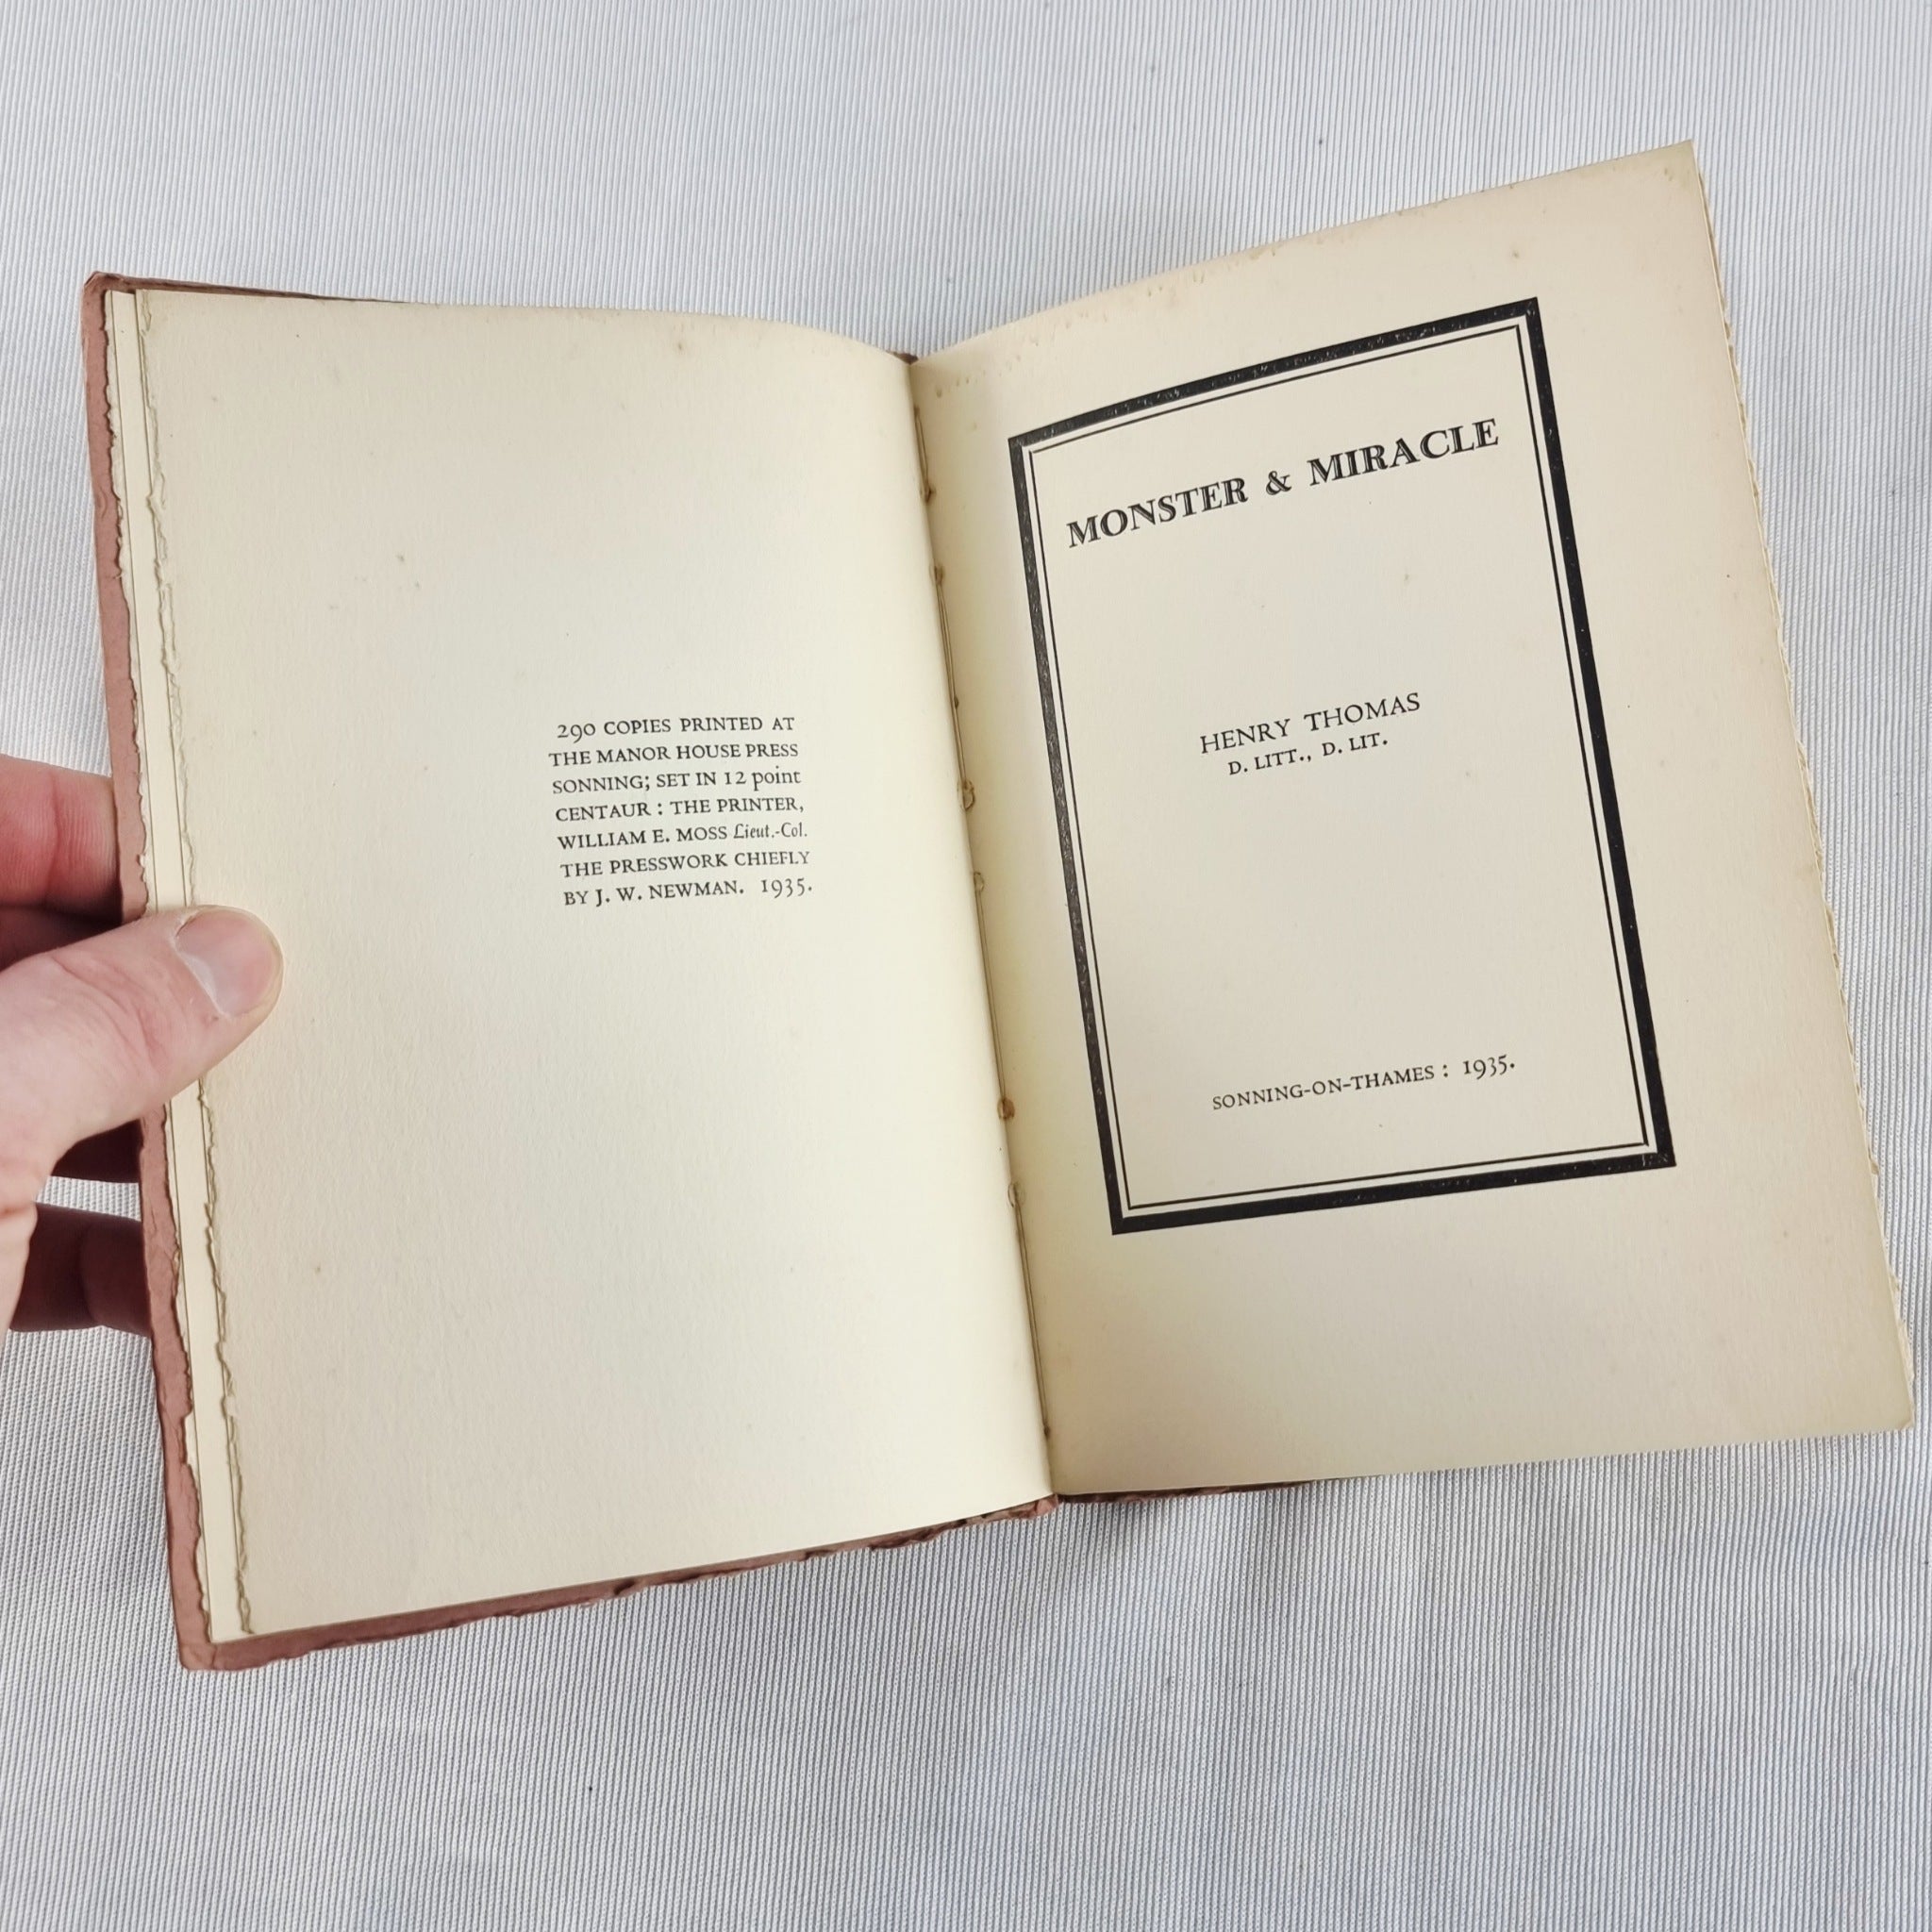 290 COPIES PRINTED AT
THE MANOR HOUSE PRESS
SONNING; SET IN 12 point
CENTAUR : THE PRINTER,
WILLIAM E. MOSS Lieut.-Col.
THE PRESSWORK CHIEFLY
BY J. W. NEWMAN. 1935.
MONSTER & MIRACLE
HENRY THOMAS
D. LITT., D. LIT.
SONNING-ON-THAMES : 1935.